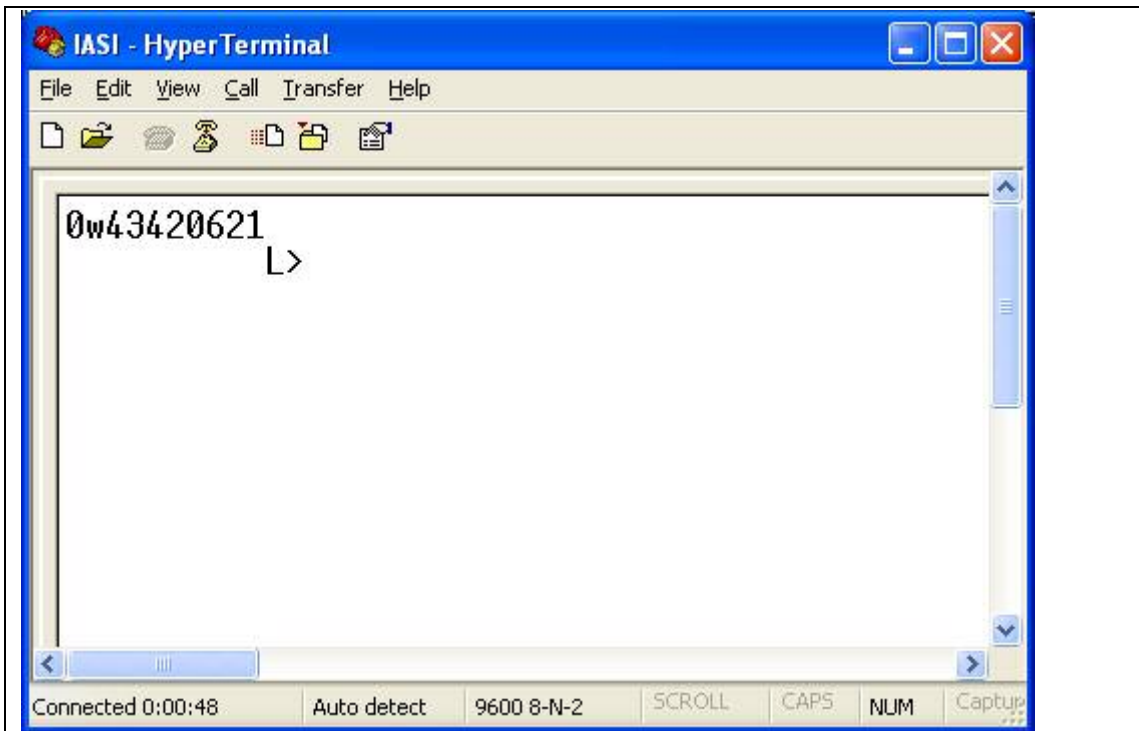 IASI - HyperTerminal
File Edit View Call Transfer Help
0w43420621
L>
Connected 0:00:48 Auto detect 9600 8-N-2 SCROLL CAPS NUM Captur